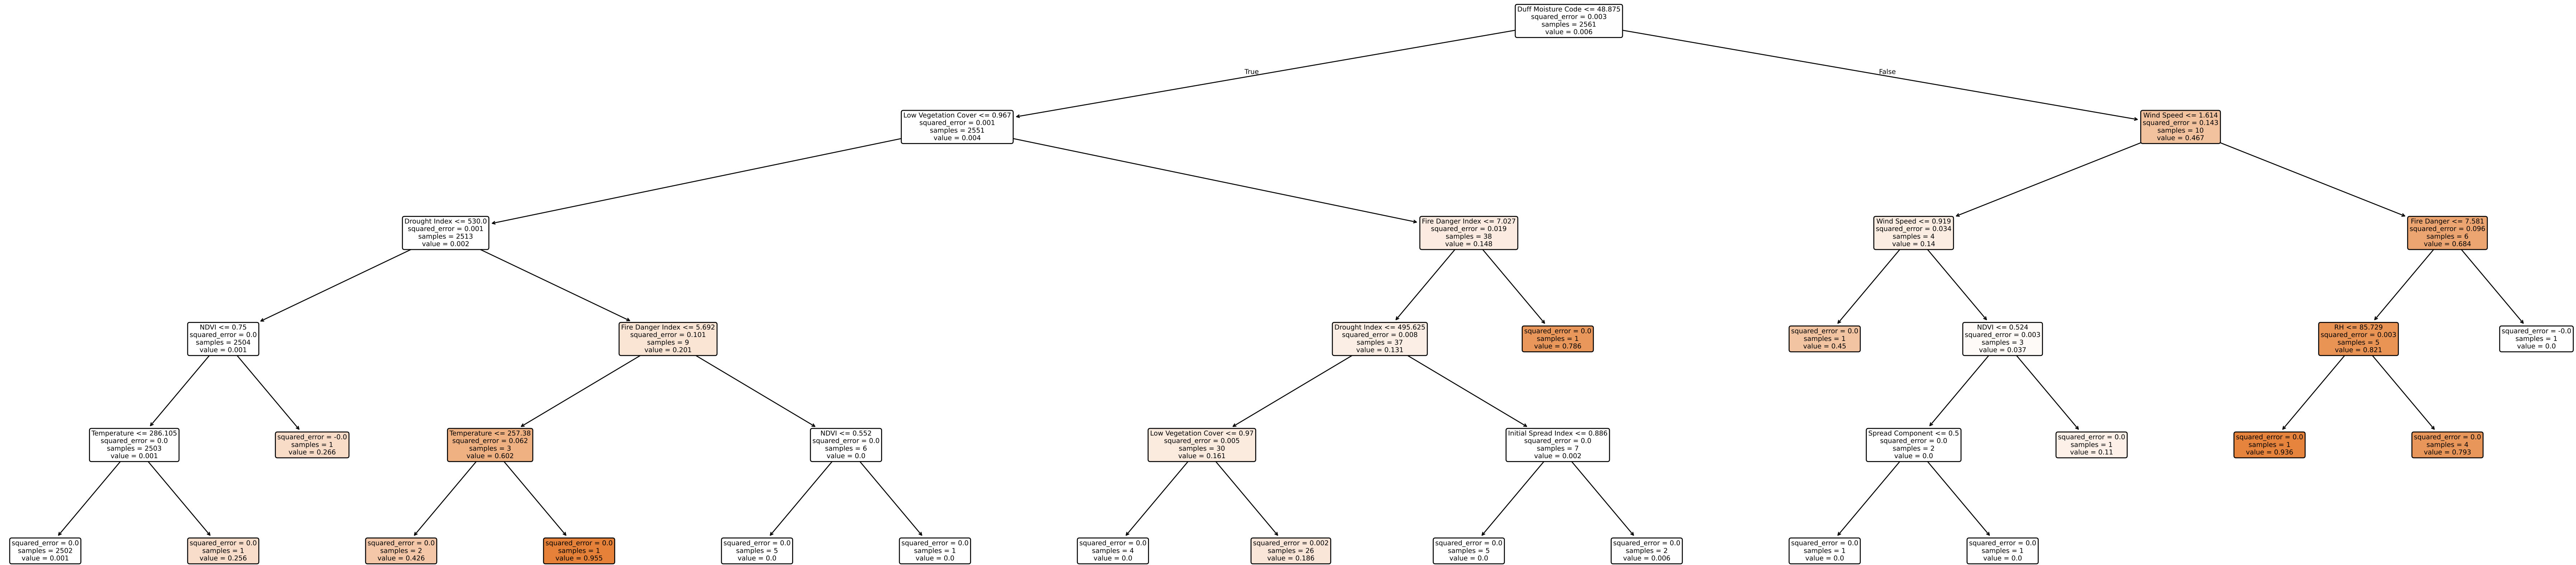 Duff Moisture Code <= 48.875
squared_error = 0.003
samples = 2561
value = 0.006
True
False
Low Vegetation Cover <= 0.967
squared_error = 0.001
samples = 2551
value = 0.004
Wind Speed <= 1.614
squared_error = 0.143
samples = 10
value = 0.467
Drought Index <= 530.0
squared_error = 0.001
samples = 2513
value = 0.002
Fire Danger Index <= 7.027
squared_error = 0.019
samples = 38
value = 0.148
Wind Speed <= 0.919
squared_error = 0.034
samples = 4
value = 0.14
Fire Danger <= 7.581
squared_error = 0.096
samples = 6
value = 0.684
NDVI <= 0.75
squared_error = 0.0
samples = 2504
value = 0.001
Fire Danger Index <= 5.692
squared_error = 0.101
samples = 9
value = 0.201
Drought Index <= 495.625
squared_error = 0.008
samples = 37
value = 0.131
squared_error = 0.0
samples = 1
value = 0.786
squared_error = 0.0
samples = 1
value = 0.45
NDVI <= 0.524
squared_error = 0.003
samples = 3
value = 0.037
RH <= 85.729
squared_error = 0.003
samples = 5
value = 0.821
squared_error = -0.0
samples = 1
value = 0.0
Temperature <= 286.105
squared_error = 0.0
samples = 2503
value = 0.001
squared_error = -0.0
samples = 1
value = 0.266
Temperature <= 257.38
squared_error = 0.062
samples = 3
value = 0.602
NDVI <= 0.552
squared_error = 0.0
samples = 6
value = 0.0
Low Vegetation Cover <= 0.97
squared_error = 0.005
samples = 30
value = 0.161
Initial Spread Index <= 0.886
squared_error = 0.0
samples = 7
value = 0.002
Spread Component <= 0.5
squared_error = 0.0
samples = 2
value = 0.0
squared_error = 0.0
samples = 1
value = 0.11
squared_error = 0.0
samples = 1
value = 0.936
squared_error = 0.0
samples = 4
value = 0.793
squared_error = 0.0
samples = 2502
value = 0.001
squared_error = 0.0
samples = 1
value = 0.256
squared_error = 0.0
samples = 2
value = 0.426
squared_error = 0.0
samples = 1
value = 0.955
squared_error = 0.0
samples = 5
value = 0.0
squared_error = 0.0
samples = 1
value = 0.0
squared_error = 0.0
samples = 4
value = 0.0
squared_error = 0.002
samples = 26
value = 0.186
squared_error = 0.0
samples = 5
value = 0.0
squared_error = 0.0
samples = 2
value = 0.006
squared_error = 0.0
samples = 1
value = 0.0
squared_error = 0.0
samples = 1
value = 0.0